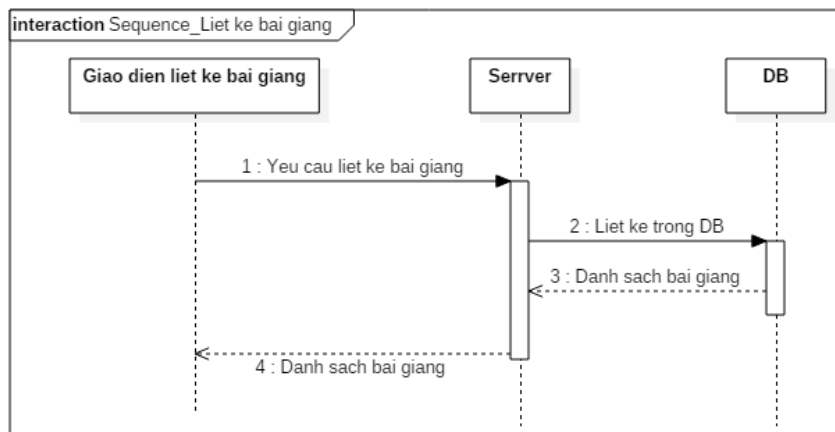 interaction Sequence_Liet ke bai giang
Giao dien liet ke bai giang
Serrver
DB
1 : Yeu cau liet ke bai giang
2 : Liet ke trong DB
3 : Danh sach bai giang
4 : Danh sach bai giang